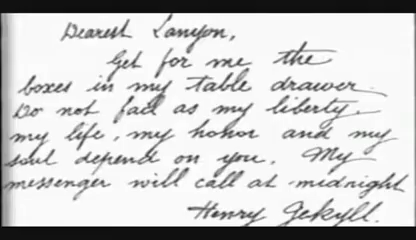 Dearest Lanyon,
Get for me the
boxes in my table drawer.
Do not fail as my liberty,
my life, my honor and my
soul depend on you. My
messenger will call at midnight
Henry Jekyll.